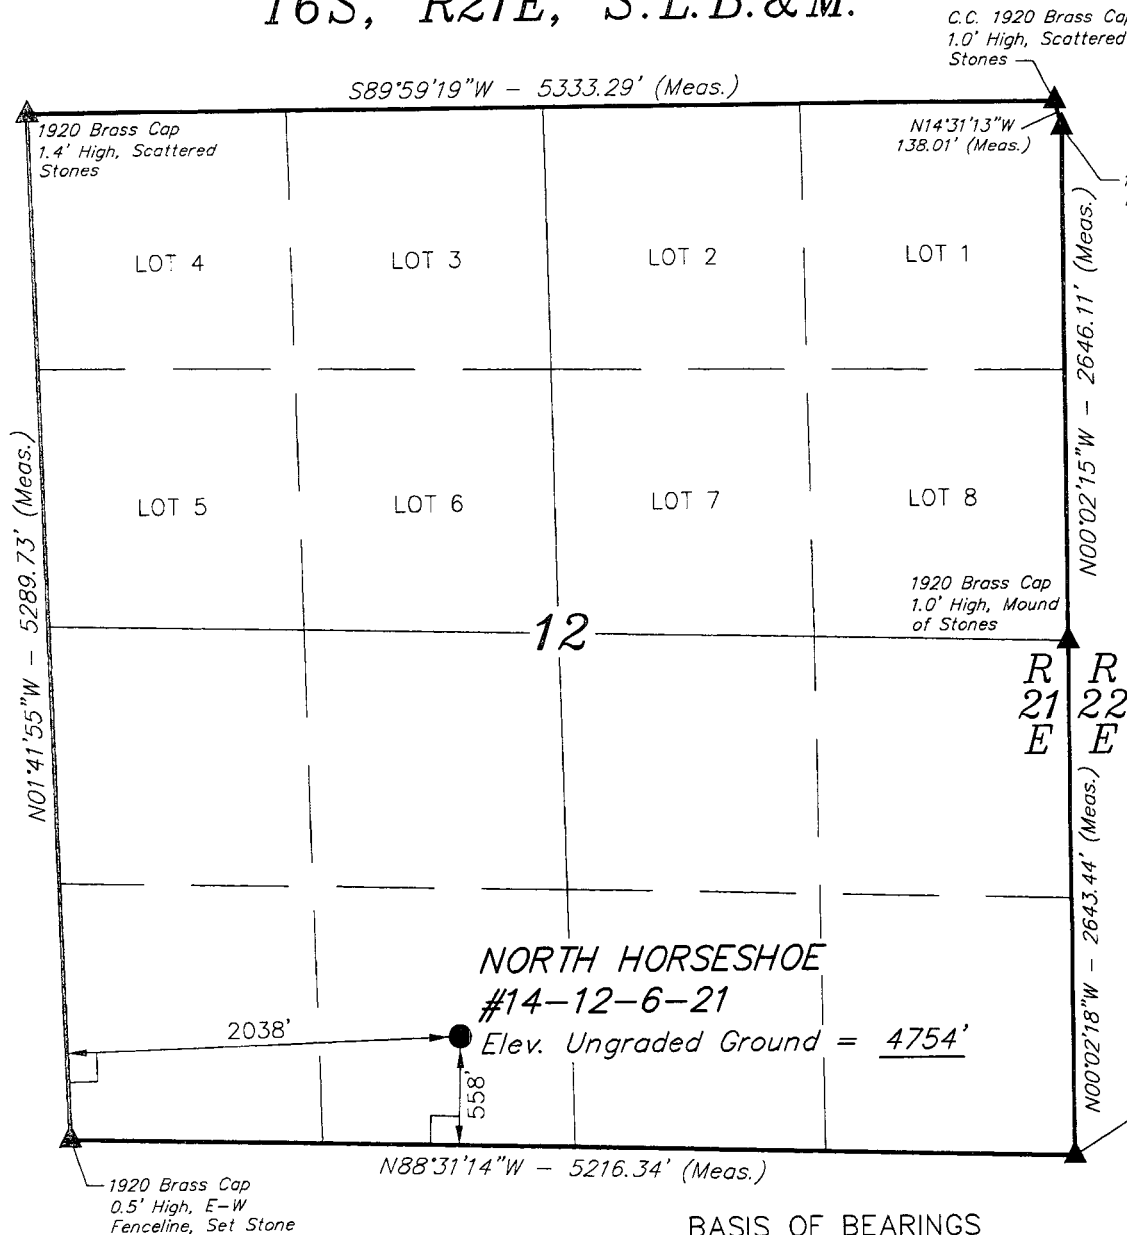 T6S, R21E, S.L.B.&M.
C.C. 1920 Brass Cap
1.0' High, Scattered
Stones
S89°59'19"W - 5333.29' (Meas.)
1920 Brass Cap
1.4' High, Scattered
Stones
N14°31'13"W
138.01' (Meas.)
LOT 4
LOT 3
LOT 2
LOT 1
N00°02'15"W - 2646.11' (Meas.)
N01°41'55"W - 5289.73' (Meas.)
LOT 5
LOT 6
LOT 7
LOT 8
1920 Brass Cap
1.0' High, Mound
of Stones
12
R R
21 22
E E
N00°02'18"W - 2643.44' (Meas.)
NORTH HORSESHOE
#14-12-6-21
Elev. Ungraded Ground = 4754'
2038'
558'
N88°31'14"W - 5216.34' (Meas.)
1920 Brass Cap
0.5' High, E-W
Fenceline, Set Stone
BASIS OF BEARINGS